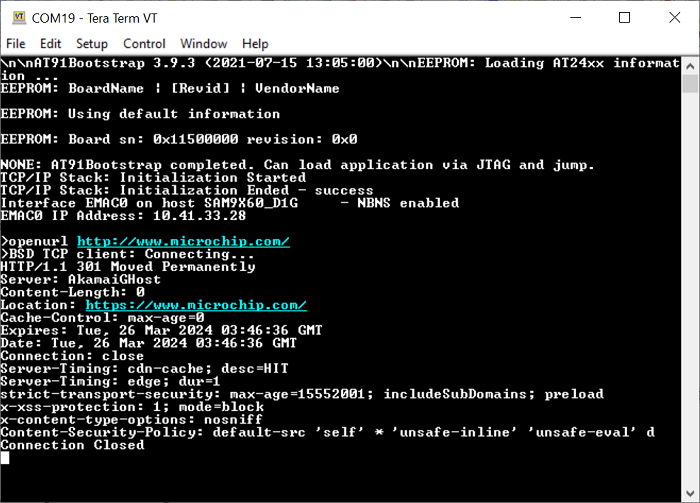 COM19 - Tera Term VT
File Edit Setup Control Window Help
\n\nAT91Bootstrap 3.9.3 (2021-07-15 13:05:00)\n\nEEPROM: Loading AT24xx informat
ion ...
EEPROM: BoardName | [Revid] | VendorName
EEPROM: Using default information
EEPROM: Board sn: 0x11500000 revision: 0x0
NONE: AT91Bootstrap completed. Can load application via JTAG and jump.
TCP/IP Stack: Initialization Started
TCP/IP Stack: Initialization Ended - success
Interface EMAC0 on host SAM9X60_D1G     - NBNS enabled
EMAC0 IP Address: 10.41.33.28
>openurl http://www.microchip.com/
>BSD TCP client: Connecting...
HTTP/1.1 301 Moved Permanently
Server: AkamaiGHost
Content-Length: 0
Location: https://www.microchip.com/
Cache-Control: max-age=0
Expires: Tue, 26 Mar 2024 03:46:36 GMT
Date: Tue, 26 Mar 2024 03:46:36 GMT
Connection: close
Server-Timing: cdn-cache; desc=HIT
Server-Timing: edge; dur=1
strict-transport-security: max-age=15552001; includeSubDomains; preload
x-xss-protection: 1; mode=block
x-content-type-options: nosniff
Content-Security-Policy: default-src 'self' * 'unsafe-inline' 'unsafe-eval' d
Connection Closed